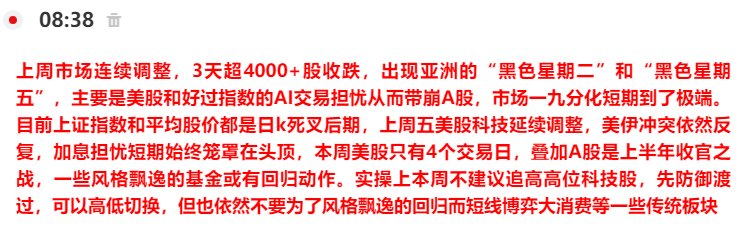 08:38
上周市场连续调整，3天超4000+股收跌，出现亚洲的“黑色星期二”和“黑色星期
五”，主要是美股和好过指数的AI交易担忧从而带崩A股，市场一九分化短期到了极端。
目前上证指数和平均股价都是日k死叉后期，上周五美股科技延续调整，美伊冲突依然反
复，加息担忧短期始终笼罩在头顶，本周美股只有4个交易日，叠加A股是上半年收官之
战，一些风格飘逸的基金或有回归动作。实操上本周不建议追高高位科技股，先防御渡
过，可以高低切换，但也依然不要为了风格飘逸的回归而短线博弈大消费等一些传统板块